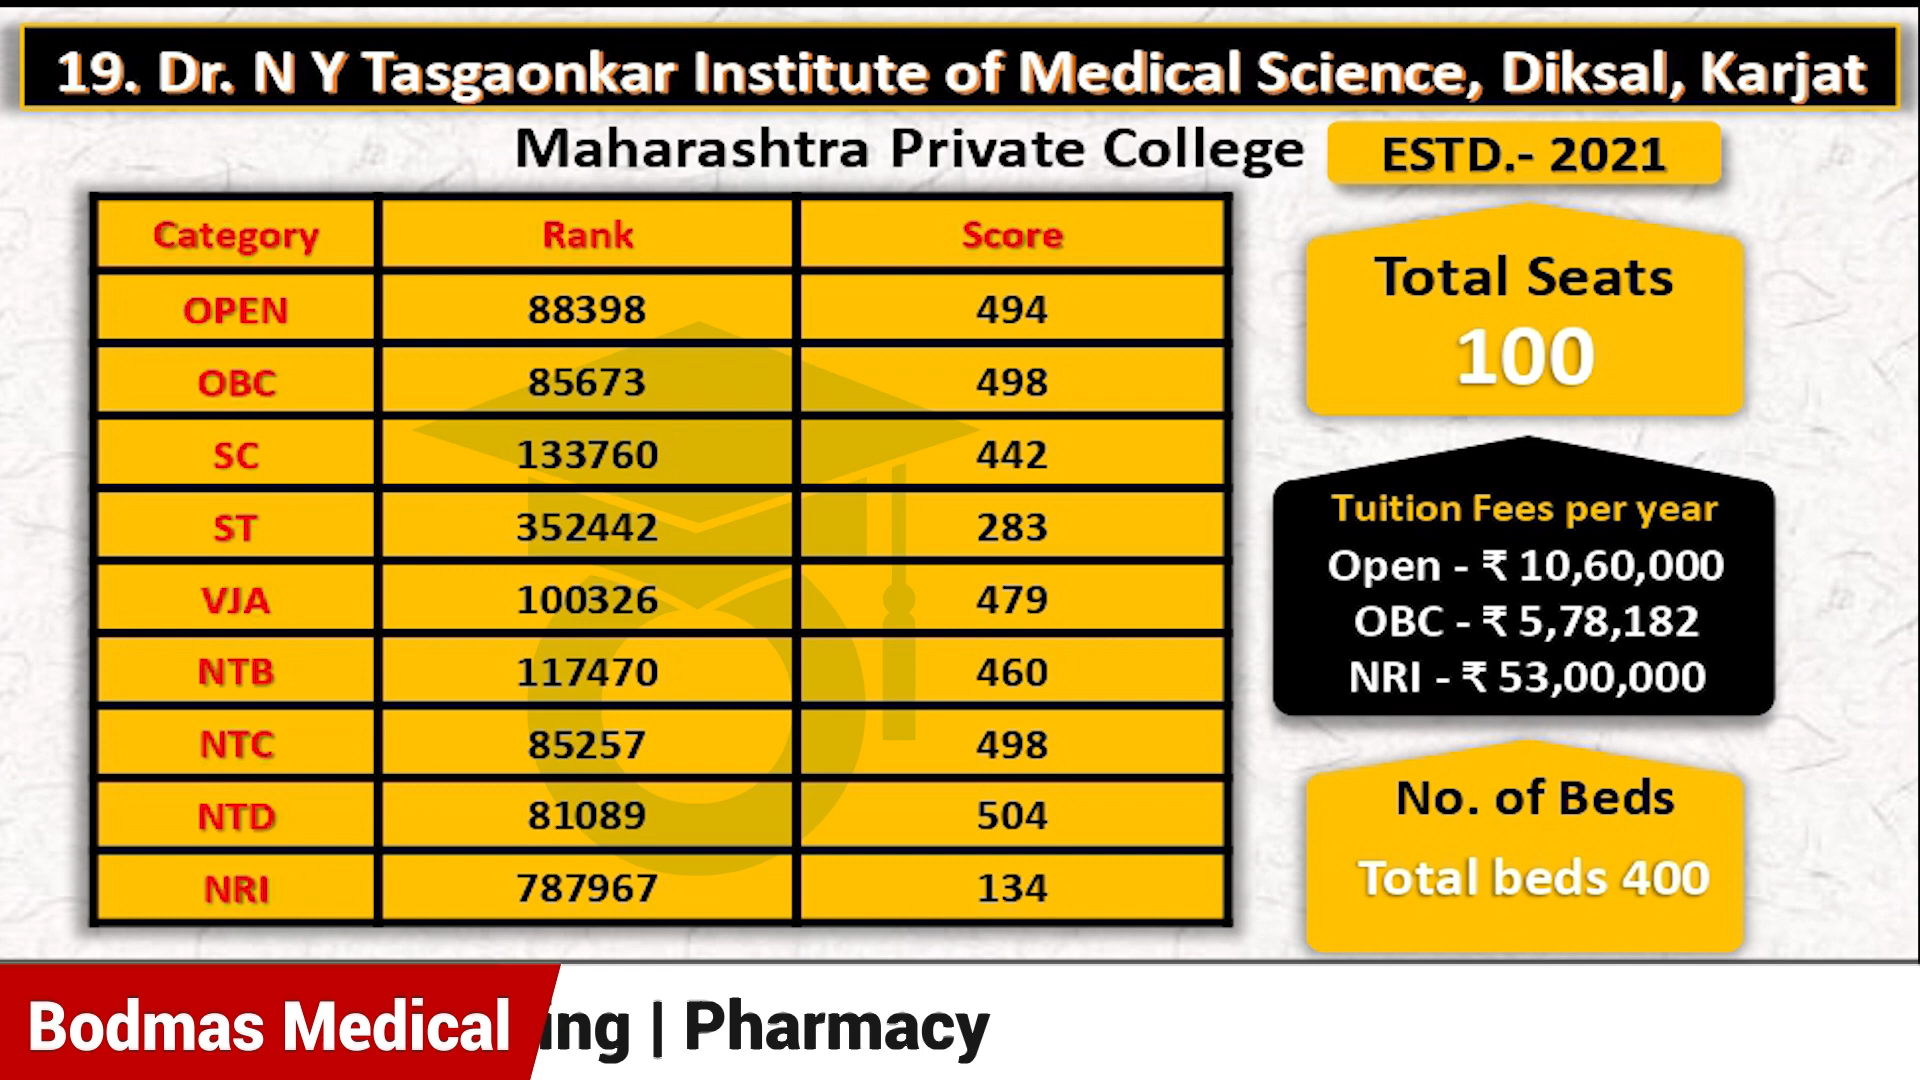 19. Dr. N Y Tasgaonkar Institute of Medical Science, Diksal, Karjat
Maharashtra Private College
ESTD.- 2021
Category Rank Score
OPEN 88398 494
OBC 85673 498
SC 133760 442
ST 352442 283
VJA 100326 479
NTB 117470 460
NTC 85257 498
NTD 81089 504
NRI 787967 134
Total Seats
100
Tuition Fees per year
Open - ₹ 10,60,000
OBC - ₹ 5,78,182
NRI - ₹ 53,00,000
No. of Beds
Total beds 400
Bodmas Medical ing | Pharmacy